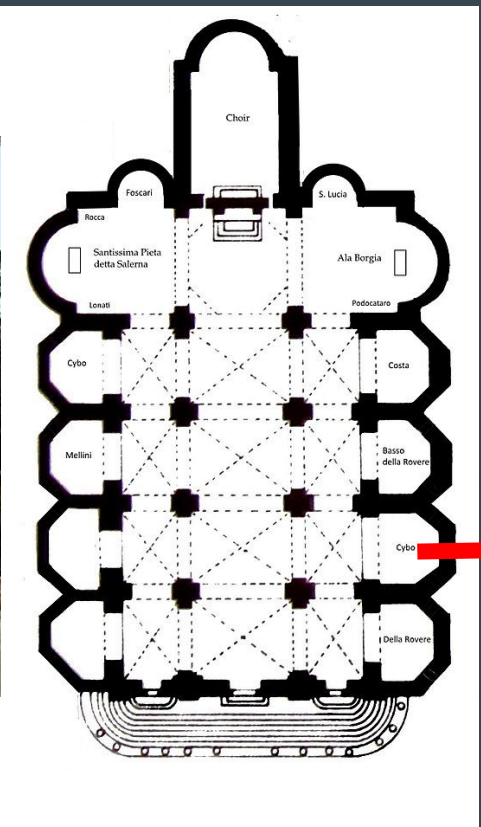 Choir
Foscari
S. Lucia
Rocca
Santissima Pieta
detta Salerna
Ala Borgia
Lonati
Podocataro
Cybo
Costa
Mellini
Basso
della Rovere
Cybo
Della Rovere